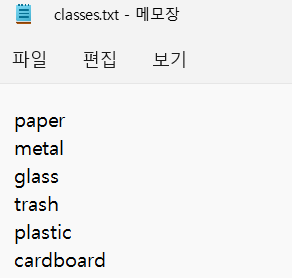 classes.txt - 메모장
파일 편집 보기
paper
metal
glass
trash
plastic
cardboard